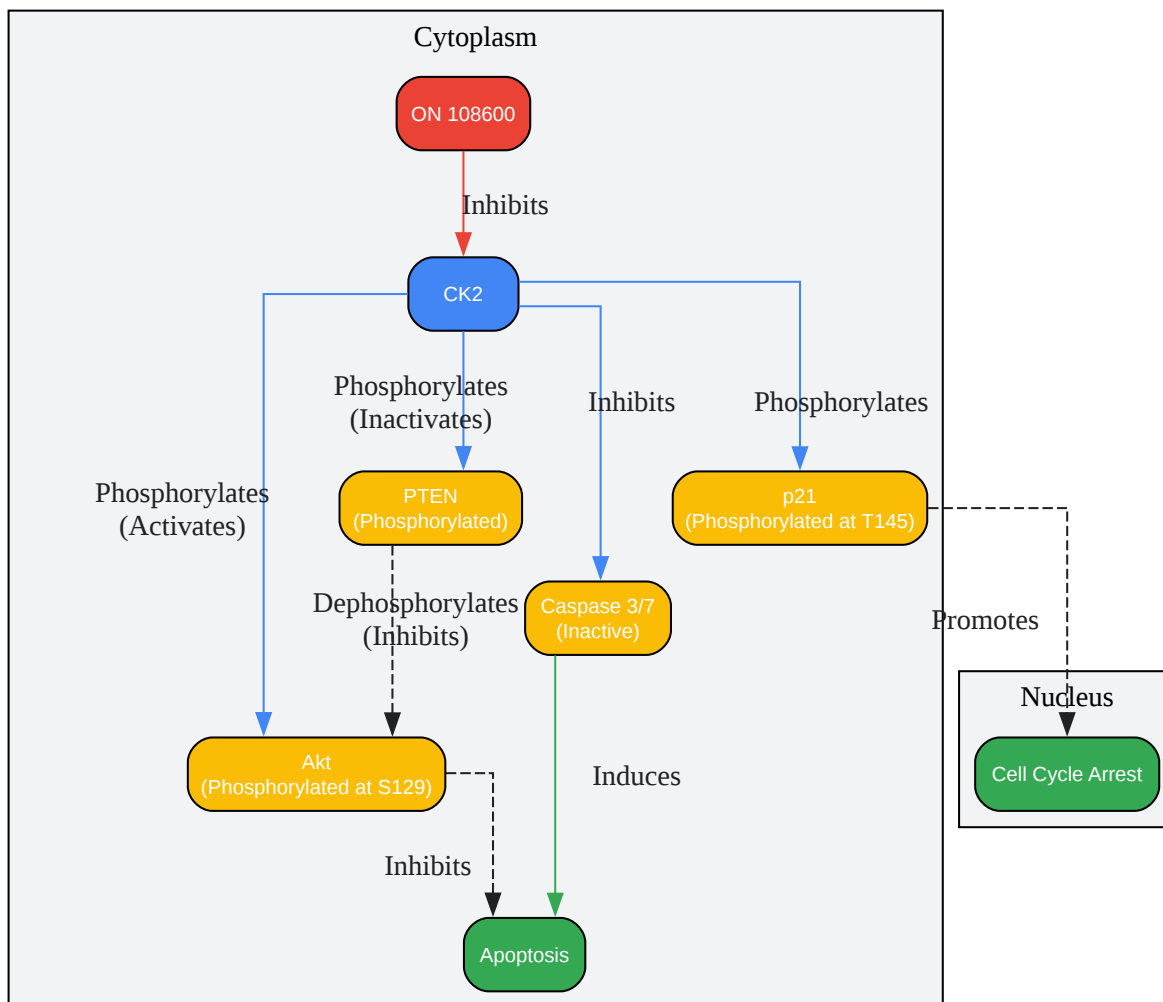 Cytoplasm
ON 108600
Inhibits
CK2
Phosphorylates
(Inactivates)
Inhibits
Phosphorylates
Phosphorylates
(Activates)
PTEN
(Phosphorylated)
p21
(Phosphorylated at T145)
Dephosphorylates
(Inhibits)
Caspase 3/7
(Inactive)
Promotes
Nucleus
Akt
(Phosphorylated at S129)
Induces
Cell Cycle Arrest
Inhibits
Apoptosis